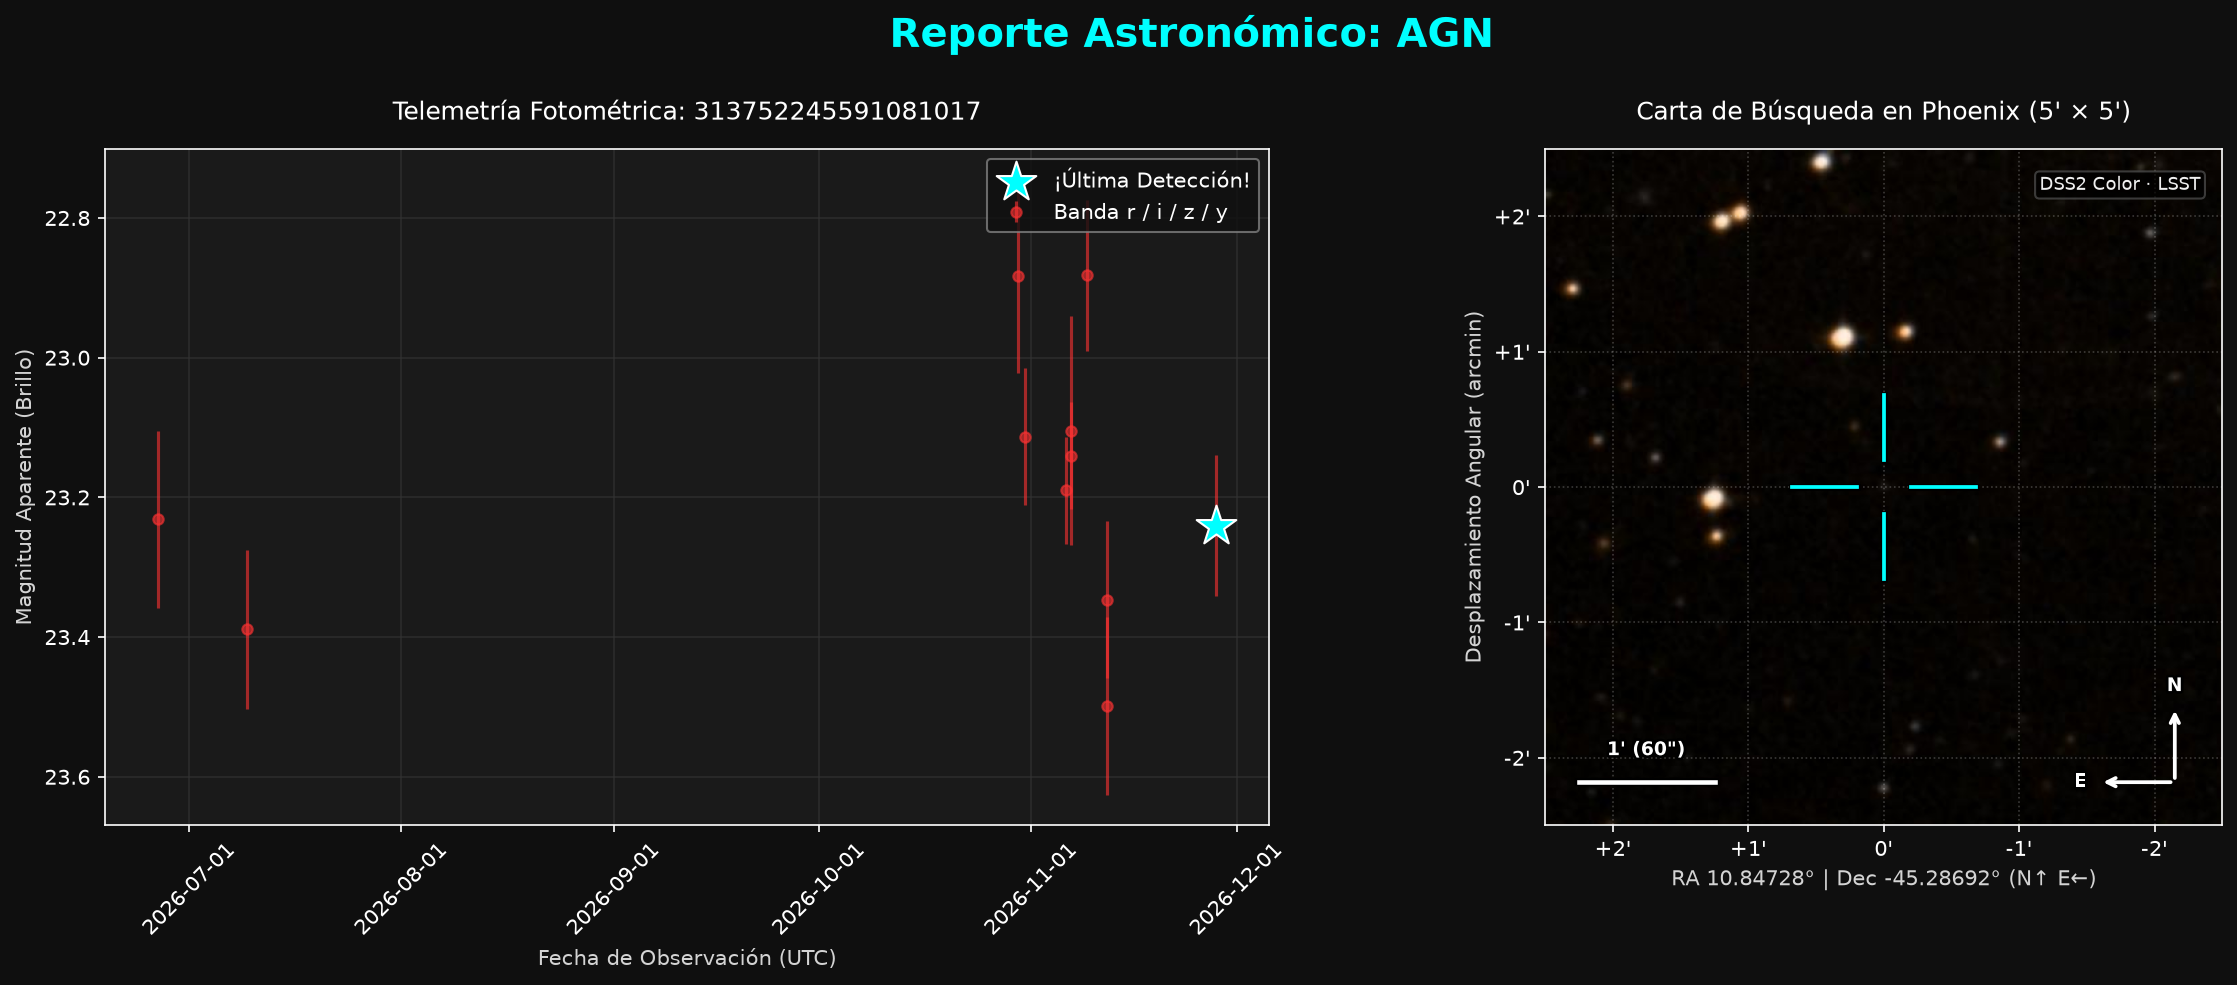 Reporte Astronómico: AGN
Telemetría Fotométrica: 313752245591081017
¡Última Detección!
Banda r / i / z / y
Magnitud Aparente (Brillo)
22.8
23.0
23.2
23.4
23.6
2026-07-01
2026-08-01
2026-09-01
2026-10-01
2026-11-01
2026-12-01
Fecha de Observación (UTC)
Carta de Búsqueda en Phoenix (5' × 5')
DSS2 Color · LSST
Desplazamiento Angular (arcmin)
+2'
+1'
0'
-1'
-2'
N
E
1' (60")
+2'
+1'
0'
-1'
-2'
RA 10.84728° | Dec -45.28692° (N↑ E←)